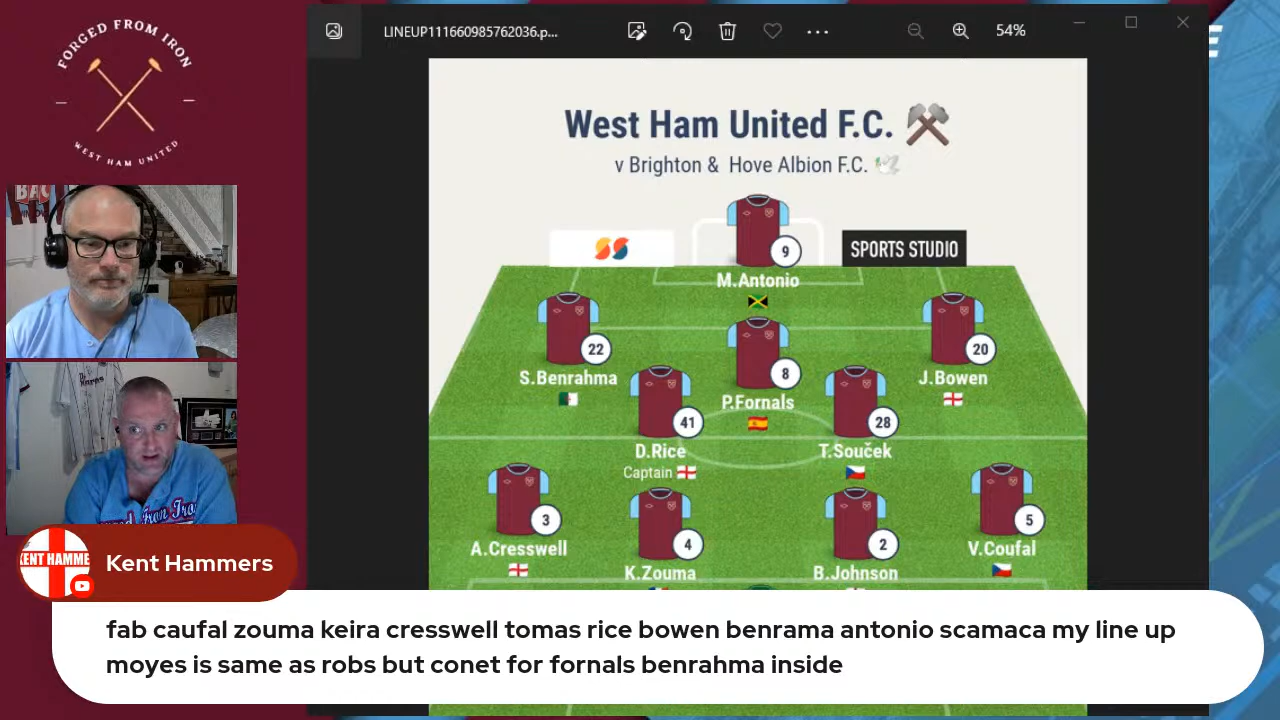 FORGED FROM IRON
WEST HAM UNITED
LINEUP111660985762036.p...
54%
West Ham United F.C.
v Brighton & Hove Albion F.C.
SPORTS STUDIO
9
M.Antonio
22
S.Benrahma
8
P.Fornals
20
J.Bowen
41
D.Rice
Captain
28
T.Souček
3
A.Cresswell
4
K.Zouma
2
B.Johnson
5
V.Coufal
KENT HAMME
Kent Hammers
fab caufal zouma keira cresswell tomas rice bowen benrama antonio scamaca my line up
moyes is same as robs but conet for fornals benrahma inside